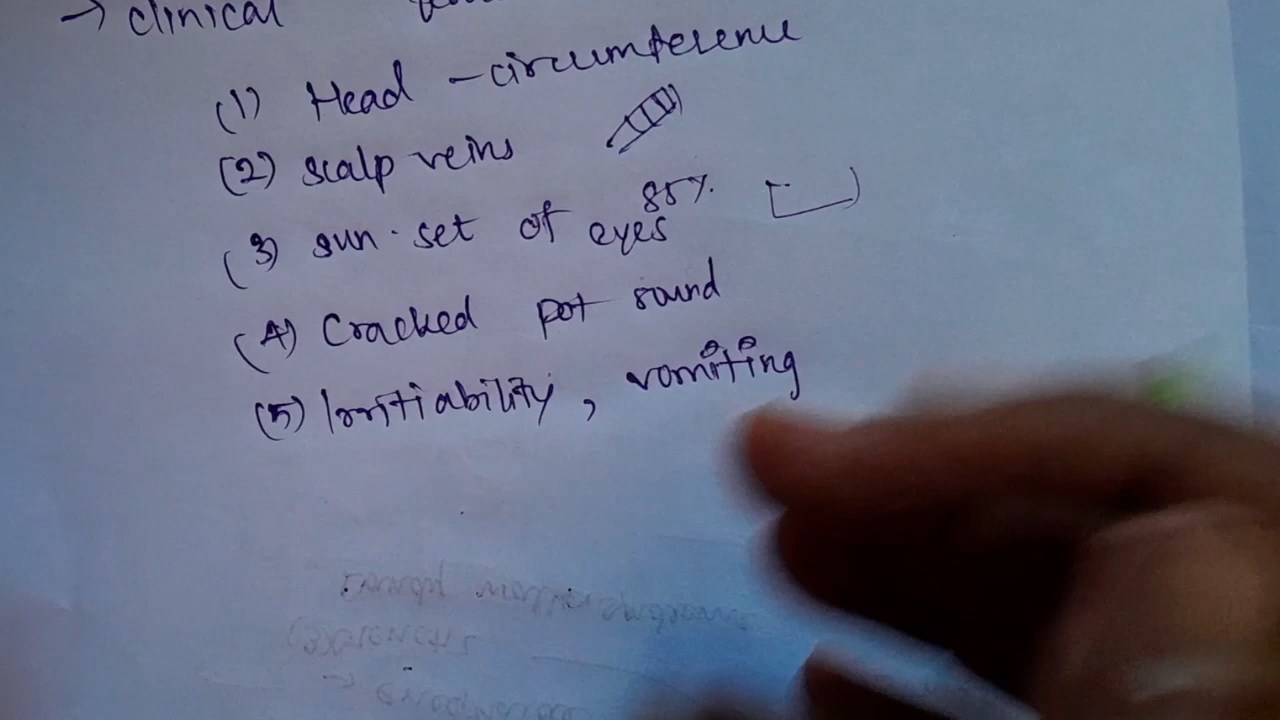 → clinical
(1) Head - circumference
(2) scalp veins
85%
(3) sun-set of eyes
(4) Cracked pot sound
(5) Irritiability, vomiting